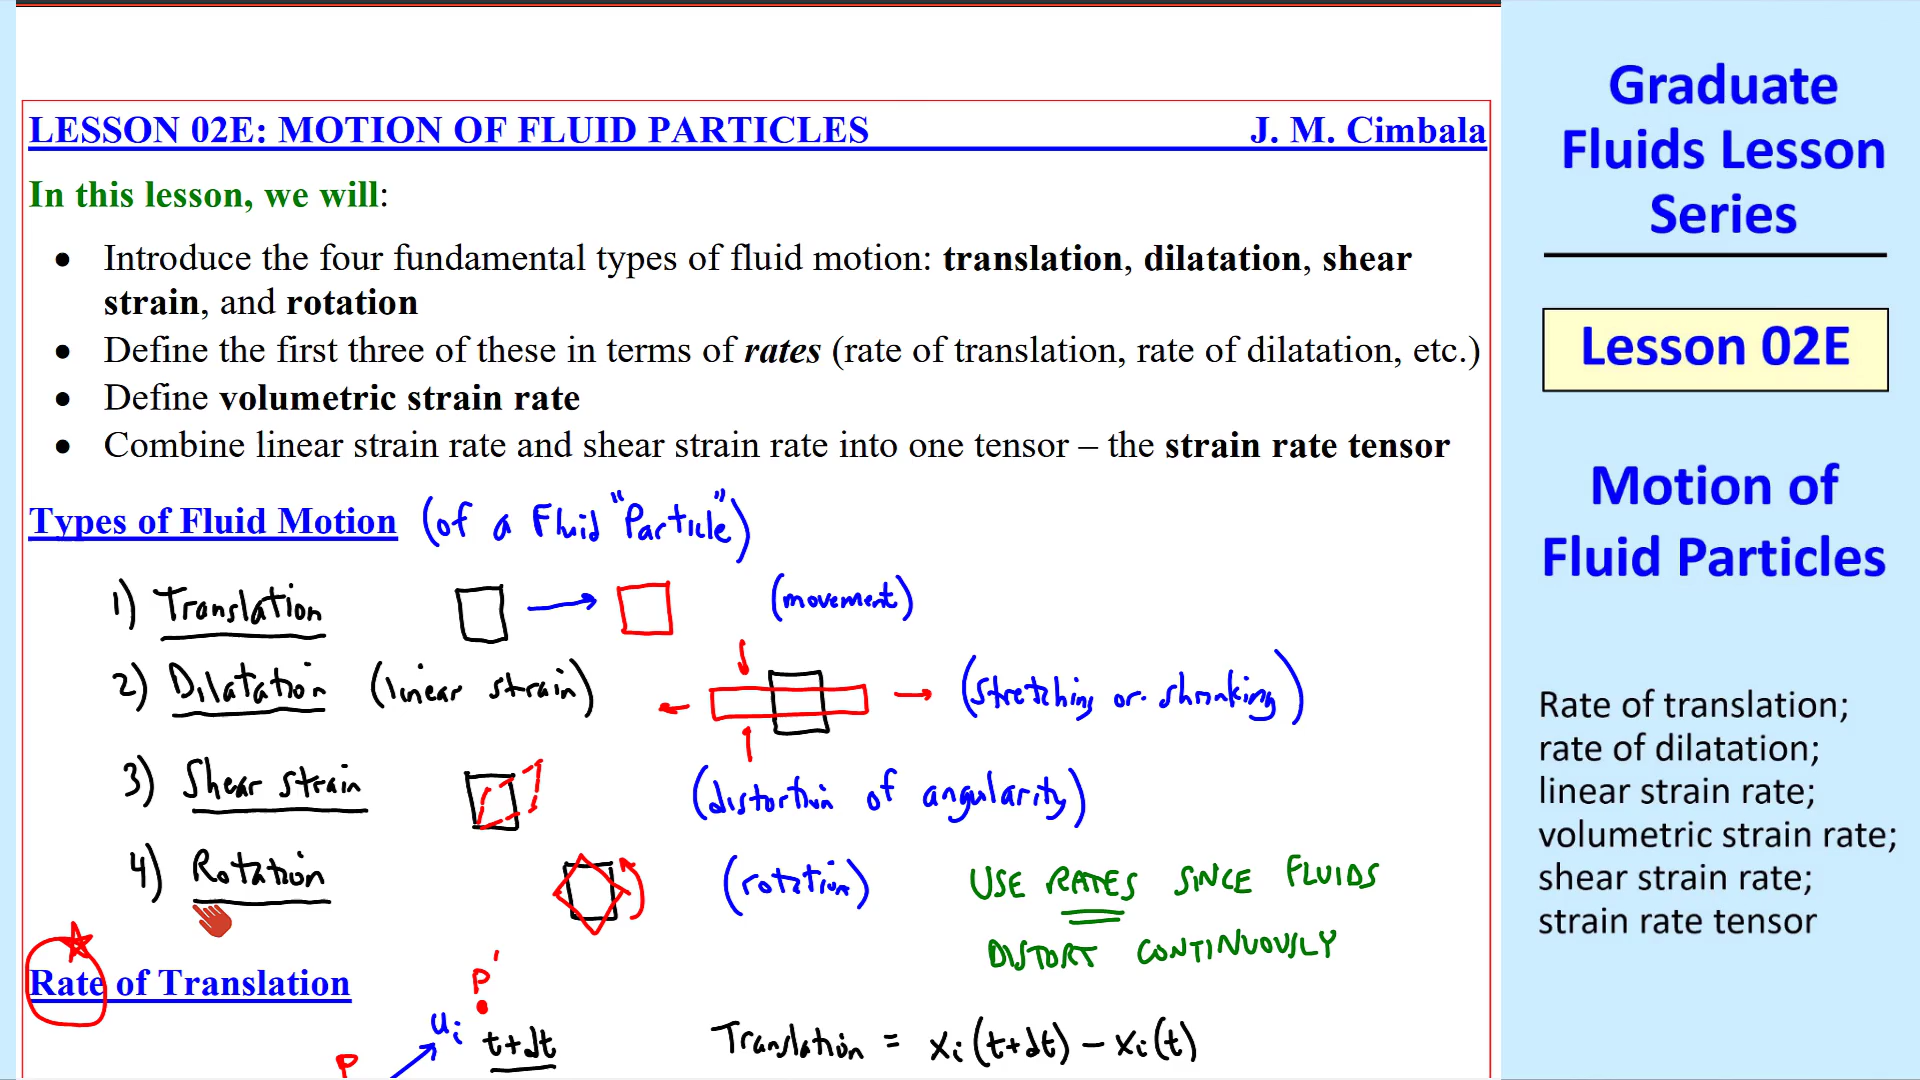 LESSON 02E: MOTION OF FLUID PARTICLES J. M. Cimbala
In this lesson, we will:
• Introduce the four fundamental types of fluid motion: translation, dilatation, shear
strain, and rotation
• Define the first three of these in terms of rates (rate of translation, rate of dilatation, etc.)
• Define volumetric strain rate
• Combine linear strain rate and shear strain rate into one tensor – the strain rate tensor
Types of Fluid Motion (of a Fluid "Particle")
1) Translation (movement)
2) Dilatation (linear strain) (stretching or shrinking)
3) Shear strain (distortion of angularity)
4) Rotation (rotation)
USE RATES SINCE FLUIDS
DISTORT CONTINUOUSLY
Rate of Translation
P'
u_i
t+dt
P
Translation = x_i(t+dt) - x_i(t)
Graduate
Fluids Lesson
Series
Lesson 02E
Motion of
Fluid Particles
Rate of translation;
rate of dilatation;
linear strain rate;
volumetric strain rate;
shear strain rate;
strain rate tensor